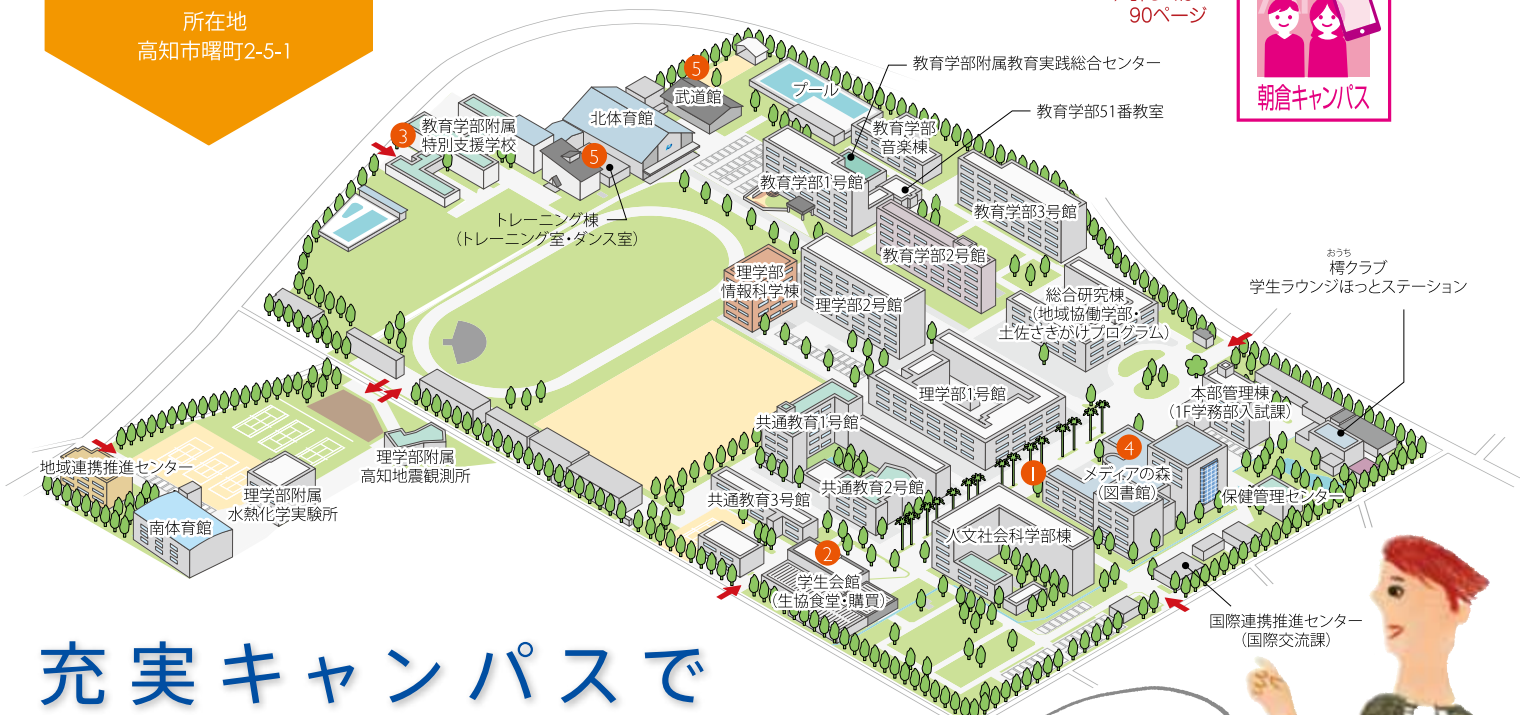 所在地
高知市曙町2-5-1
90ページ
朝倉キャンパス
5
武道館
プール
教育学部附属教育実践総合センター
教育学部51番教室
3
教育学部附属
特別支援学校
北体育館
5
教育学部
音楽棟
教育学部1号館
教育学部3号館
トレーニング棟
(トレーニング室・ダンス室)
教育学部2号館
理学部
情報科学棟
理学部2号館
総合研究棟
(地域協働学部・
土佐さきがけプログラム)
おうち
樗クラブ
学生ラウンジほっとステーション
理学部1号館
本部管理棟
(1F学務部入試課)
共通教育1号館
4
メディアの森
(図書館)
1
地域連携推進センター
理学部附属
高知地震観測所
理学部附属
水熱化学実験所
南体育館
共通教育3号館
共通教育2号館
保健管理センター
人文社会科学部棟
2
学生会館
(生協食堂・購買)
国際連携推進センター
(国際交流課)
充実キャンパスで